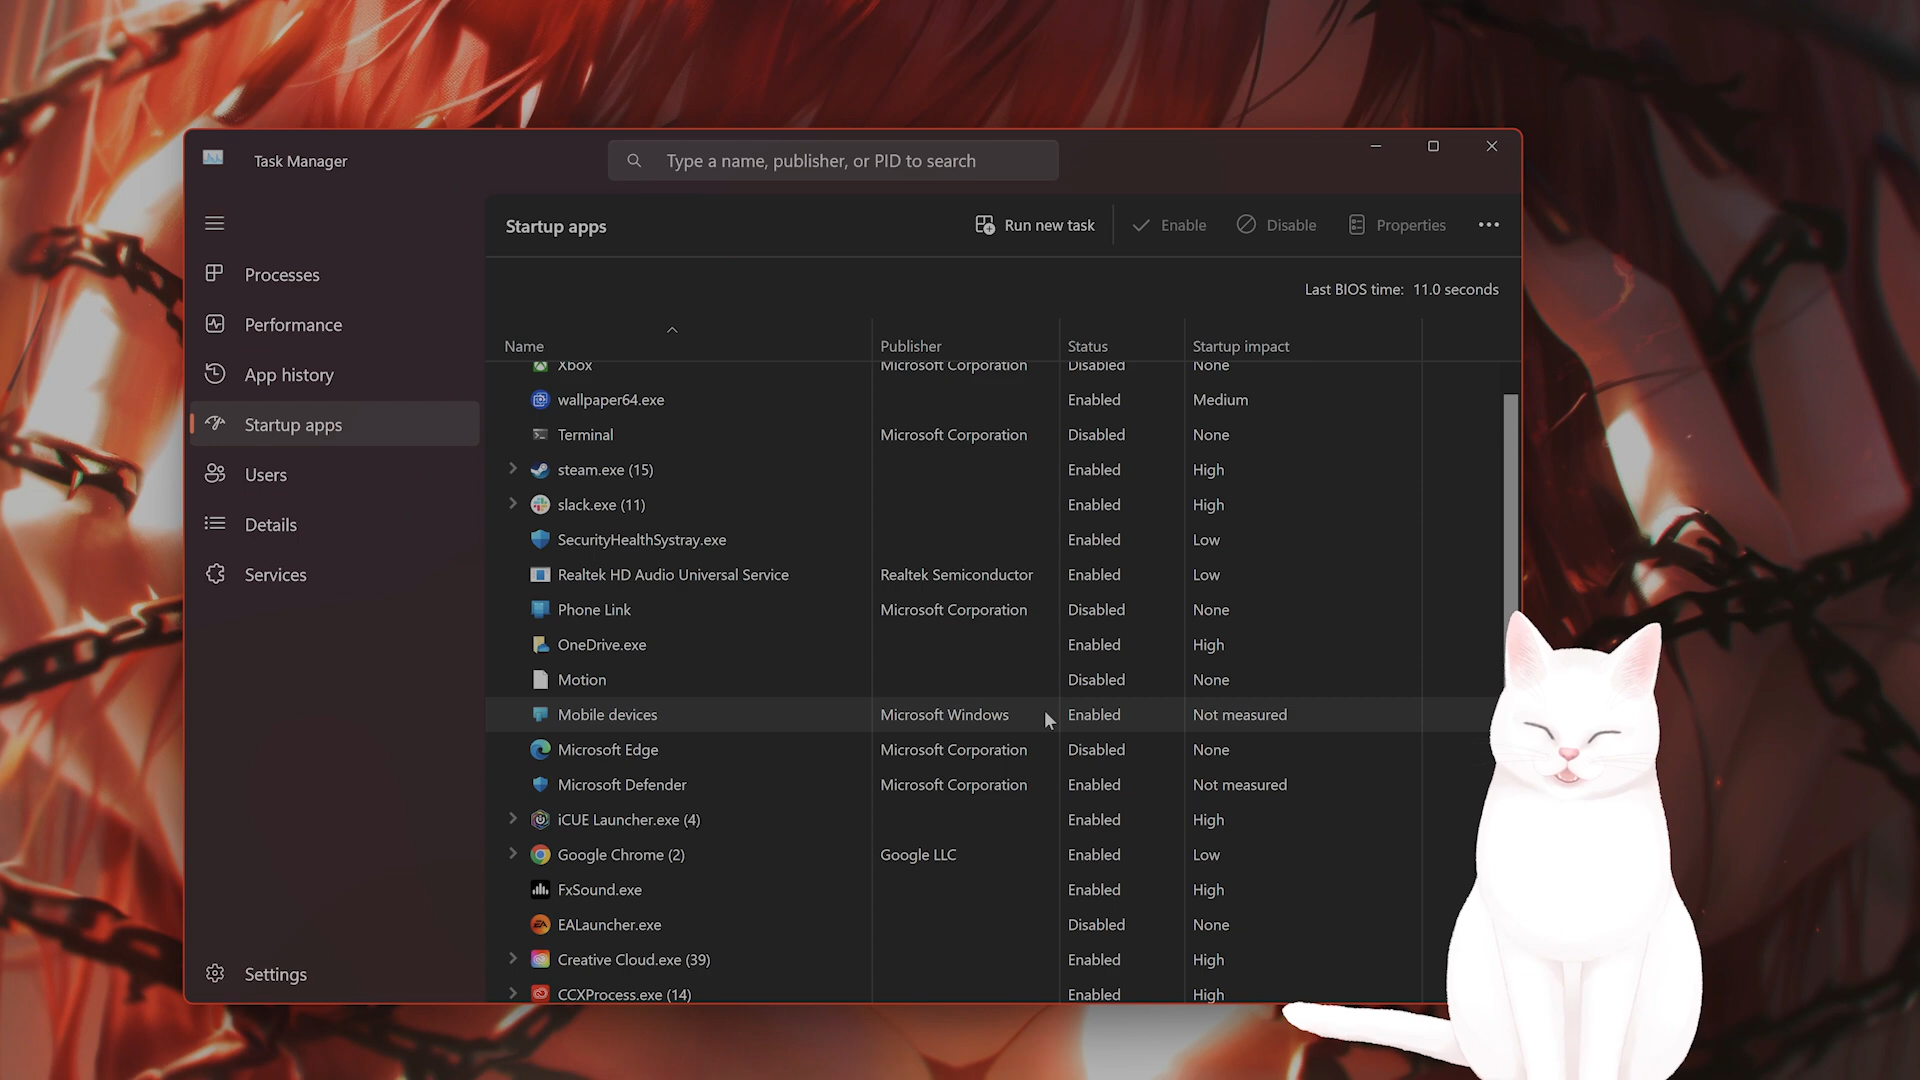 Task Manager
Type a name, publisher, or PID to search
Startup apps
Run new task
Enable
Disable
Properties
Processes
Performance
App history
Startup apps
Users
Details
Services
Settings
Last BIOS time: 11.0 seconds
Name Publisher Status Startup impact
Xbox Microsoft Corporation Disabled None
wallpaper64.exe Enabled Medium
Terminal Microsoft Corporation Disabled None
steam.exe (15) Enabled High
slack.exe (11) Enabled High
SecurityHealthSystray.exe Enabled Low
Realtek HD Audio Universal Service Realtek Semiconductor Enabled Low
Phone Link Microsoft Corporation Disabled None
OneDrive.exe Enabled High
Motion Disabled None
Mobile devices Microsoft Windows Enabled Not measured
Microsoft Edge Microsoft Corporation Disabled None
Microsoft Defender Microsoft Corporation Enabled Not measured
iCUE Launcher.exe (4) Enabled High
Google Chrome (2) Google LLC Enabled Low
FxSound.exe Enabled High
EALauncher.exe Disabled None
Creative Cloud.exe (39) Enabled High
CCXProcess.exe (14) Enabled High